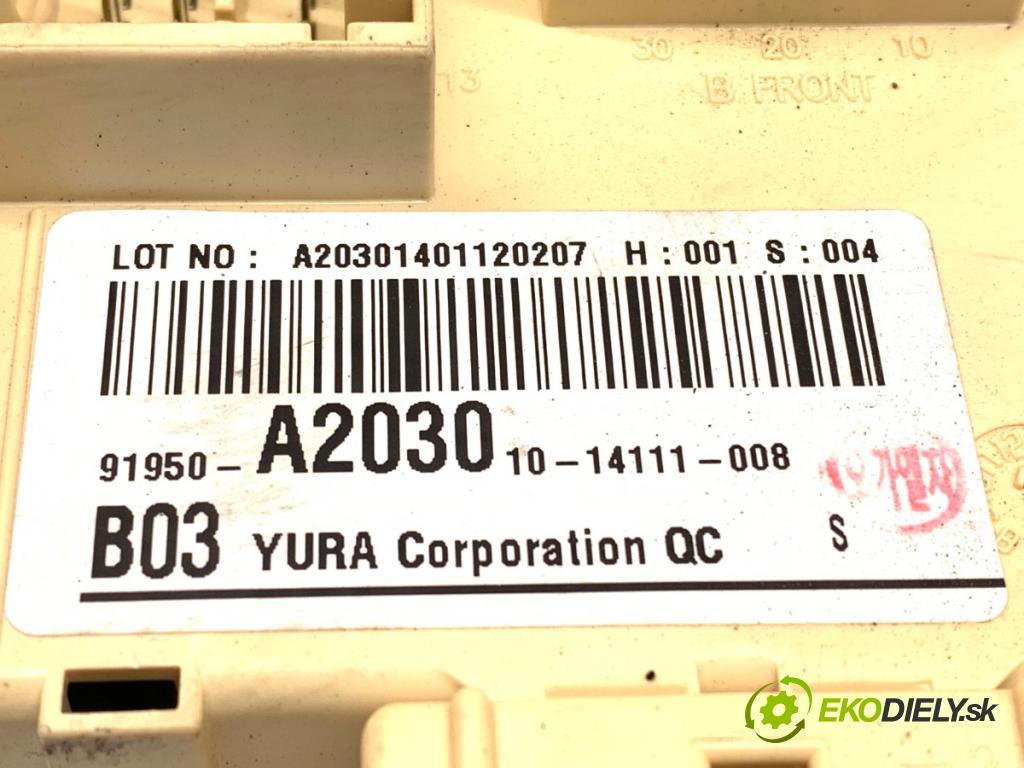 30 20 10
13
B FRONT
LOT NO : A20301401120207 H : 001 S : 004
91950-A2030 10-14111-008
B03 YURA Corporation QC S
EKODIELY.sk